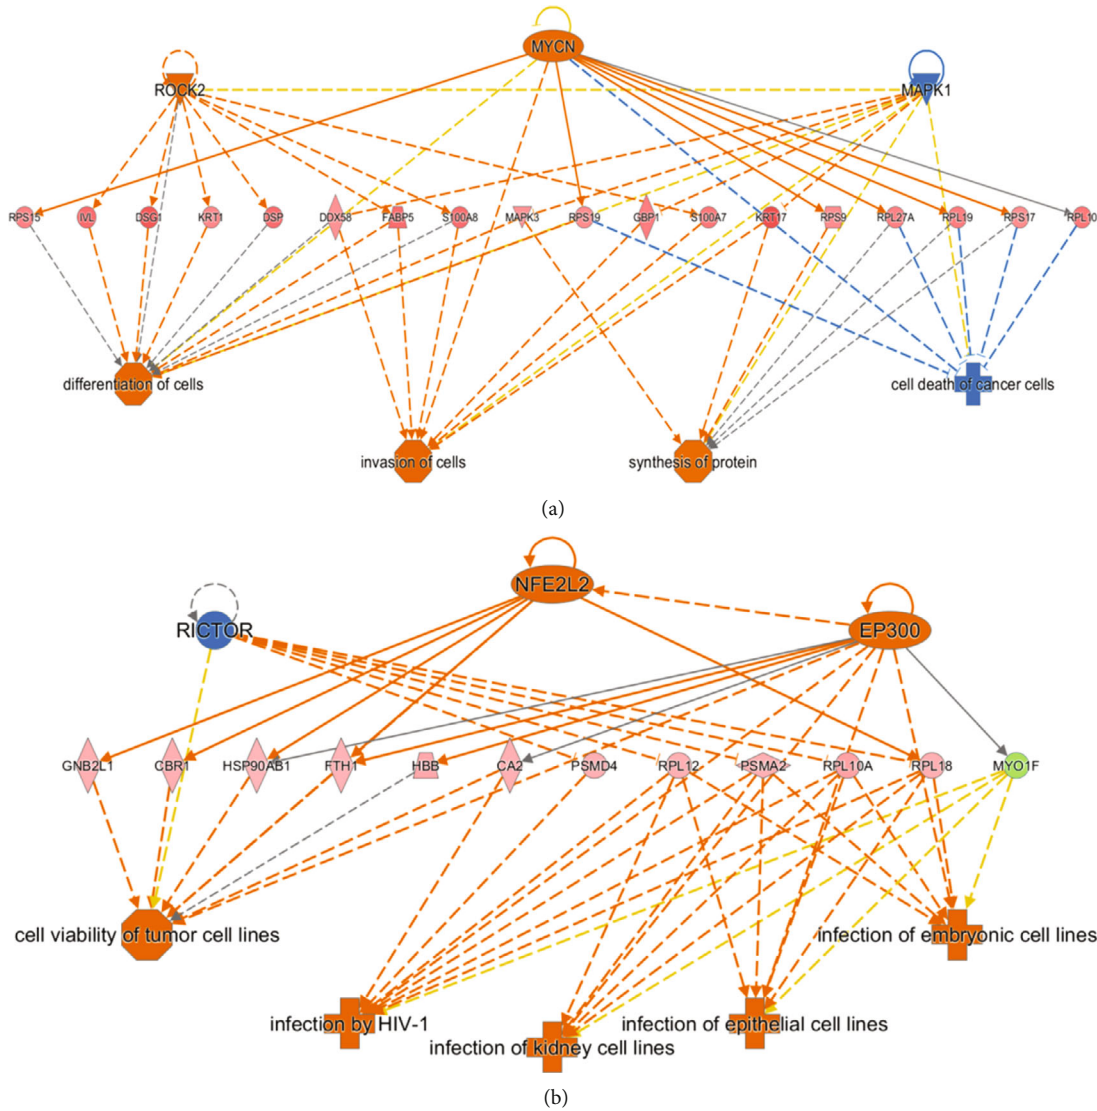 MYCN
ROCK2 MAPK1
RPS15 IVL DSG1 KRT1 DSP DDX58 FABP5 S100A8 MAPK3 RPS19 GBP1 S100A7 KRT17 RPS9 RPL27A RPL19 RPS17 RPL10
differentiation of cells cell death of cancer cells
invasion of cells synthesis of protein
(a)
NFE2L2
RICTOR EP300
GNB2L1 CBR1 HSP90AB1 FTH1 HBB CA2 PSMD4 RPL12 PSMA2 RPL10A RPL18 MYO1F
cell viability of tumor cell lines infection of embryonic cell lines
infection by HIV-1 infection of epithelial cell lines
infection of kidney cell lines
(b)